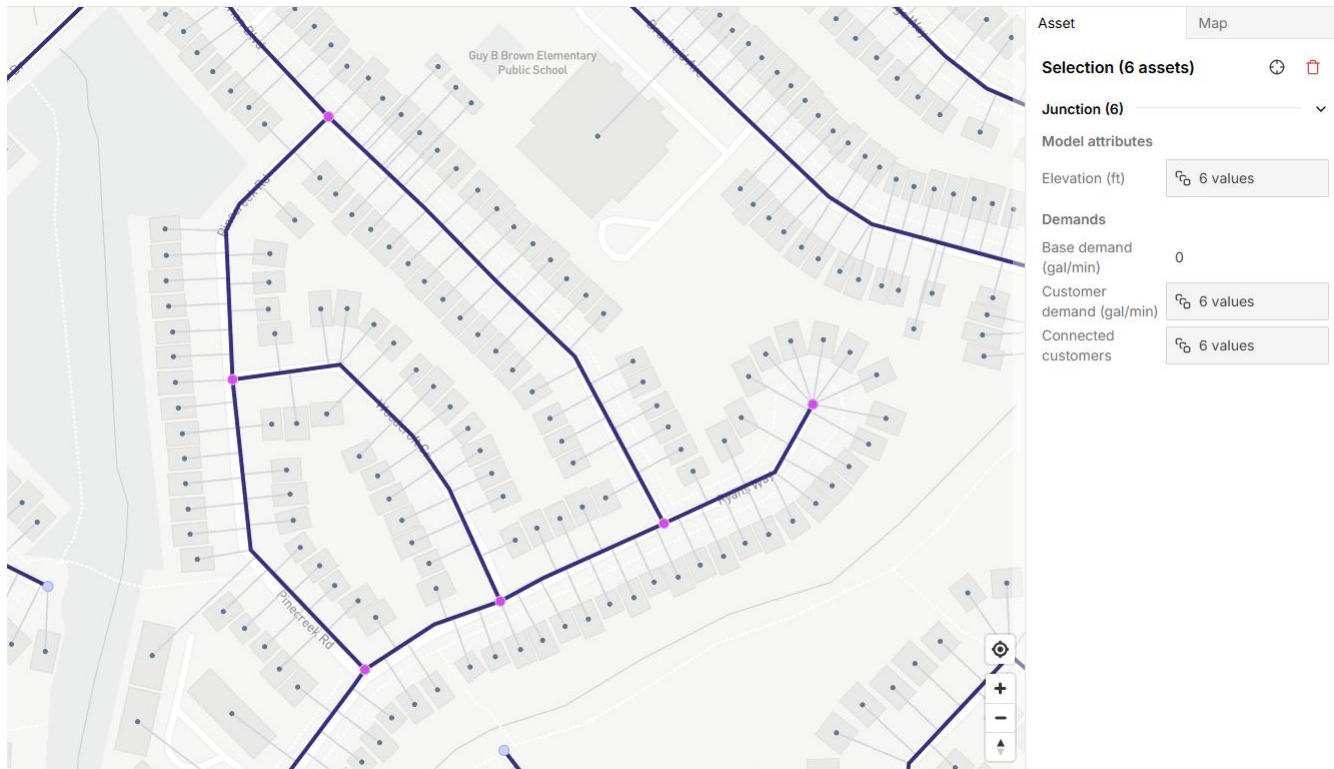 Guy B Brown Elementary
Public School
Pinecreek Rd
Woodcroft C
Ryans Way
Pinecreek Rd
Asset
Map
Selection (6 assets)
Junction (6)
Model attributes
Elevation (ft)
6 values
Demands
Base demand
(gal/min)
0
Customer
demand (gal/min)
6 values
Connected
customers
6 values